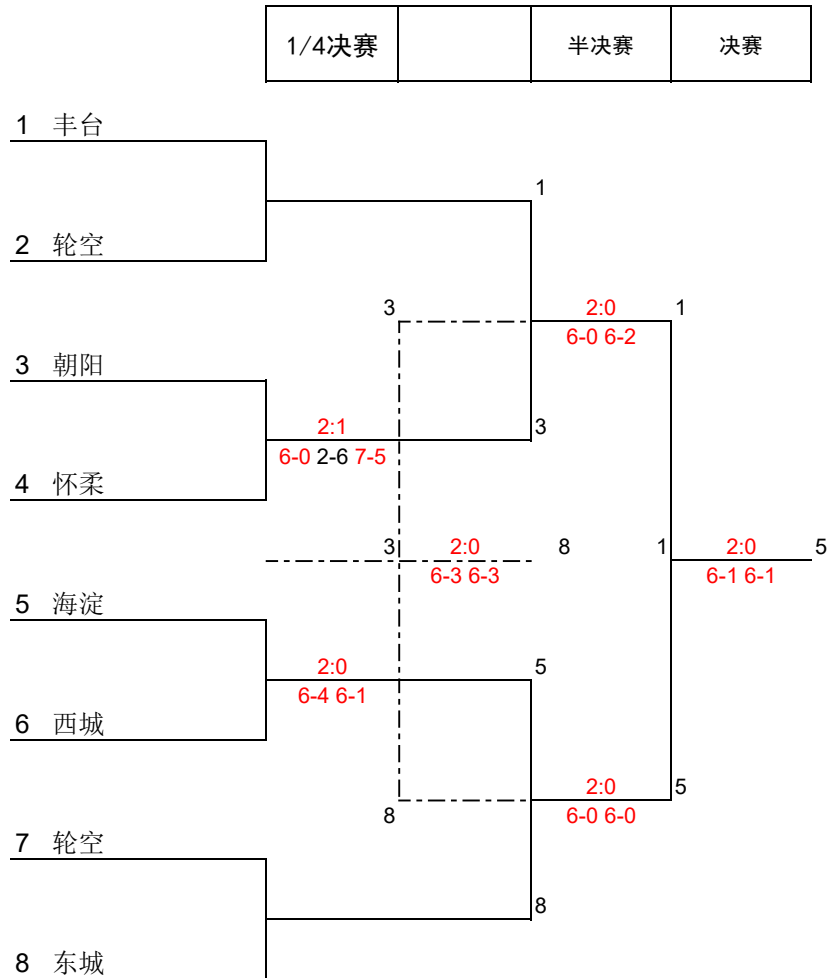 1/4决赛 半决赛 决赛
1 丰台
1
2 轮空
3 2:0 1
6-0 6-2
3 朝阳
2:1 3
6-0 2-6 7-5
4 怀柔
3 2:0 8 1 2:0 5
6-3 6-3 6-1 6-1
5 海淀
2:0 5
6-4 6-1
6 西城
2:0 5
8 6-0 6-0
7 轮空
8
8 东城